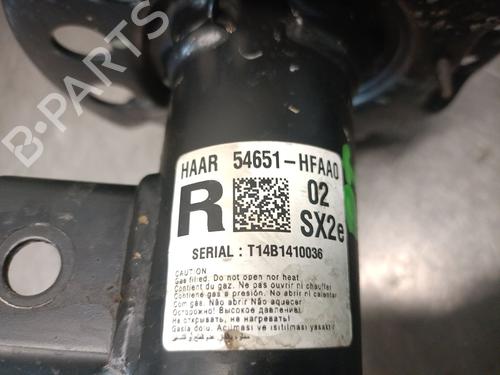 HAAR 54651-HFAA0
R
02
SX2e
SERIAL : T14B1410036
CAUTION
Gas filled. Do not open nor heat
Contient du gaz. Ne pas ouvrir ni chauffer
Contiene gas a presión. No abrir ni calentar
Com gás. Não abrir Não aquecer
Осторожно! Высокое давление!
Не открывать, не нагревать!
Gazla dolu. Açılması ve ısıtılması yasaktır
B-PARTS